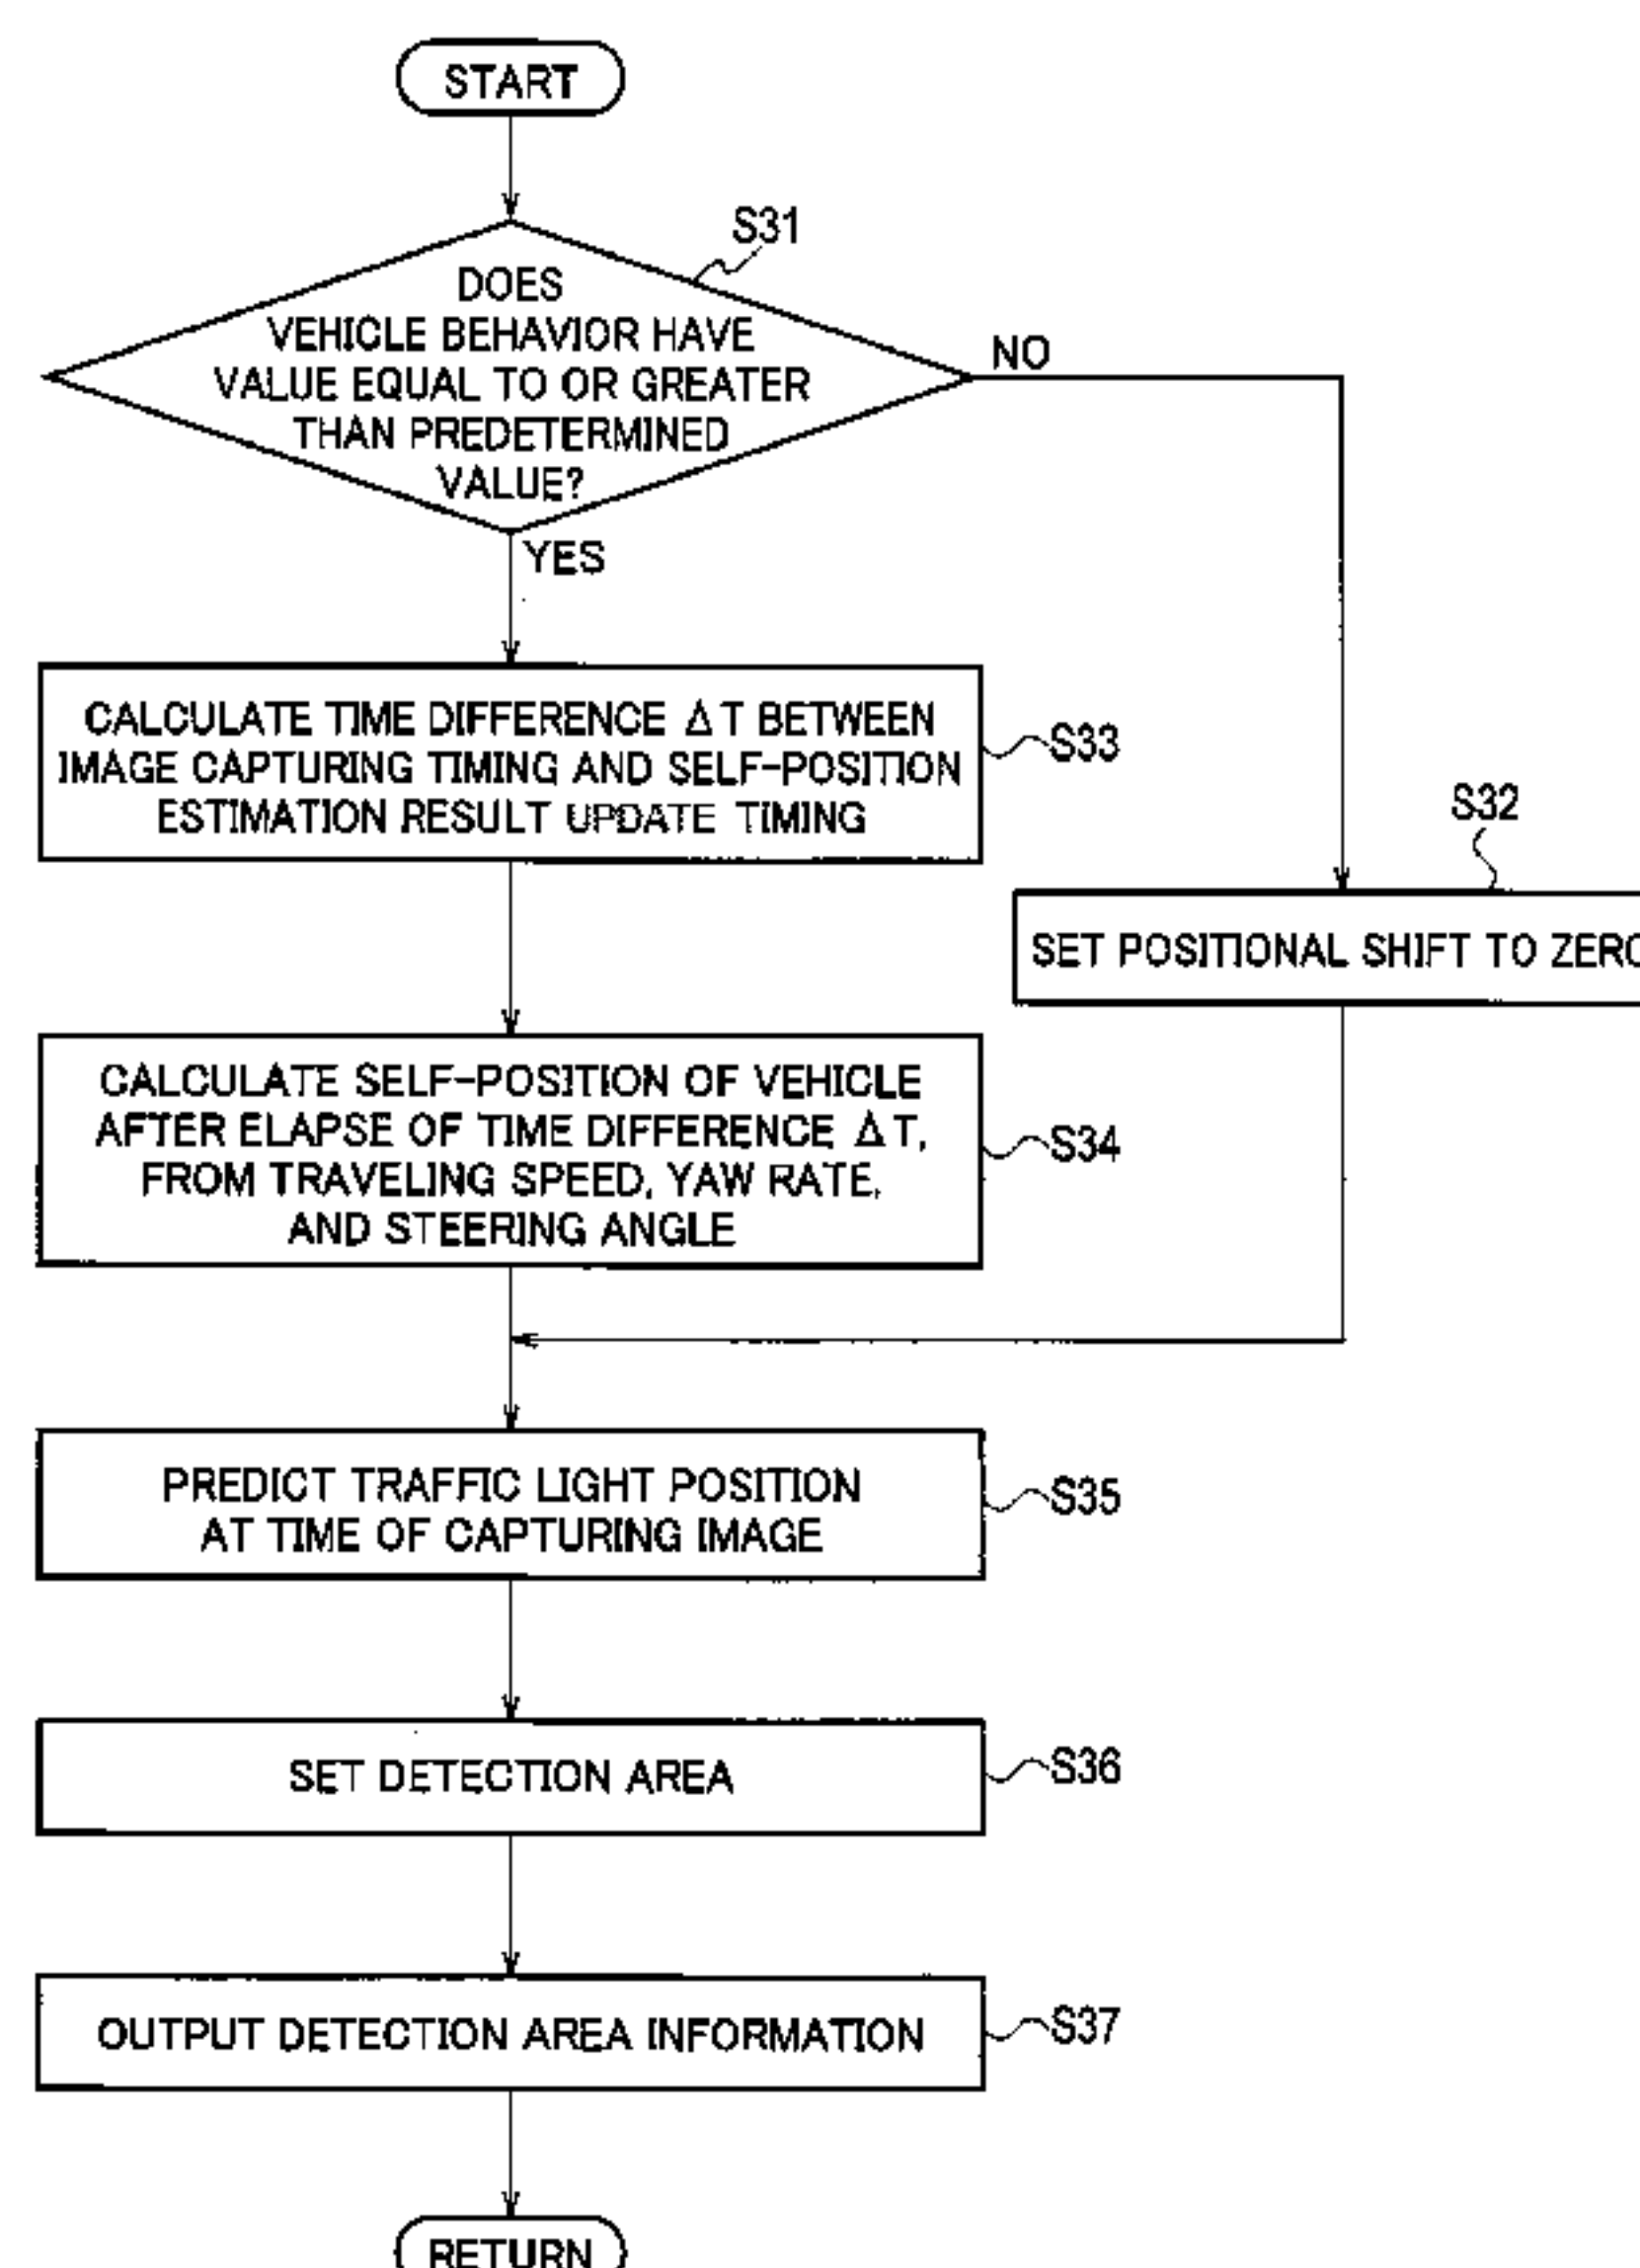 START
S31
DOES
VEHICLE BEHAVIOR HAVE
VALUE EQUAL TO OR GREATER
THAN PREDETERMINED
VALUE?
NO
YES
CALCULATE TIME DIFFERENCE ΔT BETWEEN
IMAGE CAPTURING TIMING AND SELF-POSITION
ESTIMATION RESULT UPDATE TIMING
S33
S32
SET POSITIONAL SHIFT TO ZERO
CALCULATE SELF-POSITION OF VEHICLE
AFTER ELAPSE OF TIME DIFFERENCE ΔT,
FROM TRAVELING SPEED, YAW RATE,
AND STEERING ANGLE
S34
PREDICT TRAFFIC LIGHT POSITION
AT TIME OF CAPTURING IMAGE
S35
SET DETECTION AREA
S36
OUTPUT DETECTION AREA INFORMATION
S37
RETURN